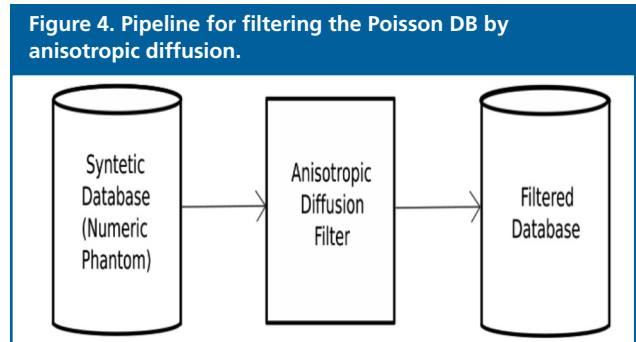 Figure 4. Pipeline for filtering the Poisson DB by
anisotropic diffusion.
Syntetic
Database
(Numeric
Phantom)
Anisotropic
Diffusion
Filter
Filtered
Database